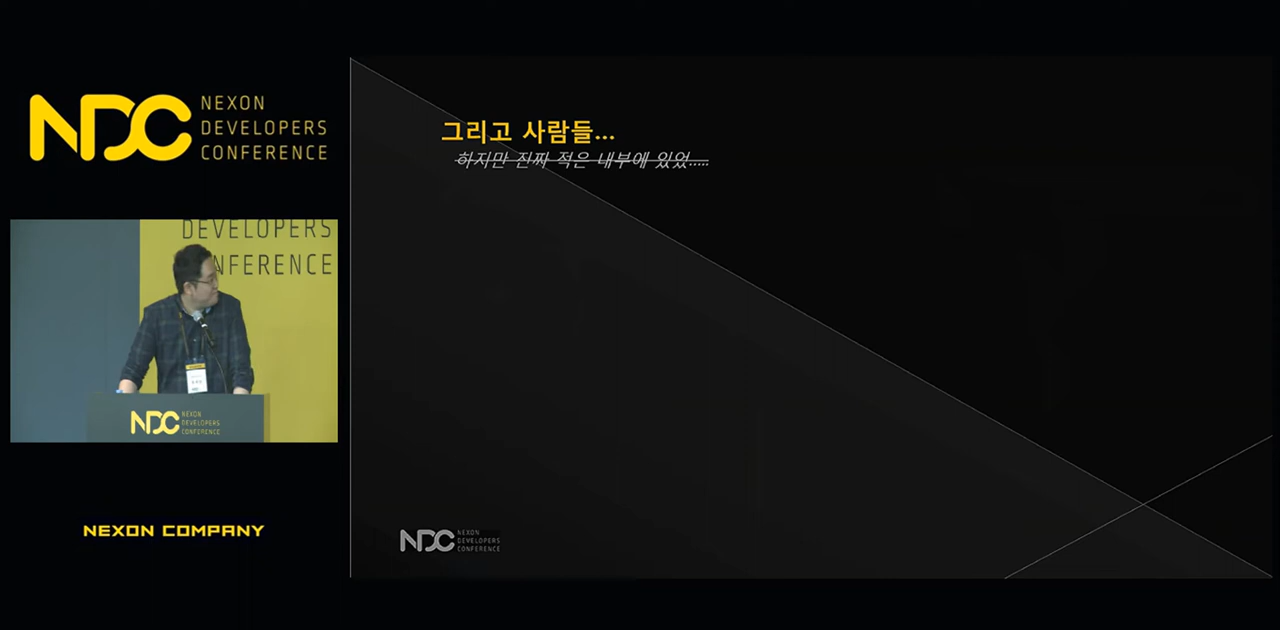 NDC
NEXON
DEVELOPERS
CONFERENCE
그리고 사람들...
하지만 진짜 적은 내부에 있었.....
DEVELOPERS
CONFERENCE
NDC
NEXON
DEVELOPERS
CONFERENCE
NEXON COMPANY
NDC
NEXON
DEVELOPERS
CONFERENCE